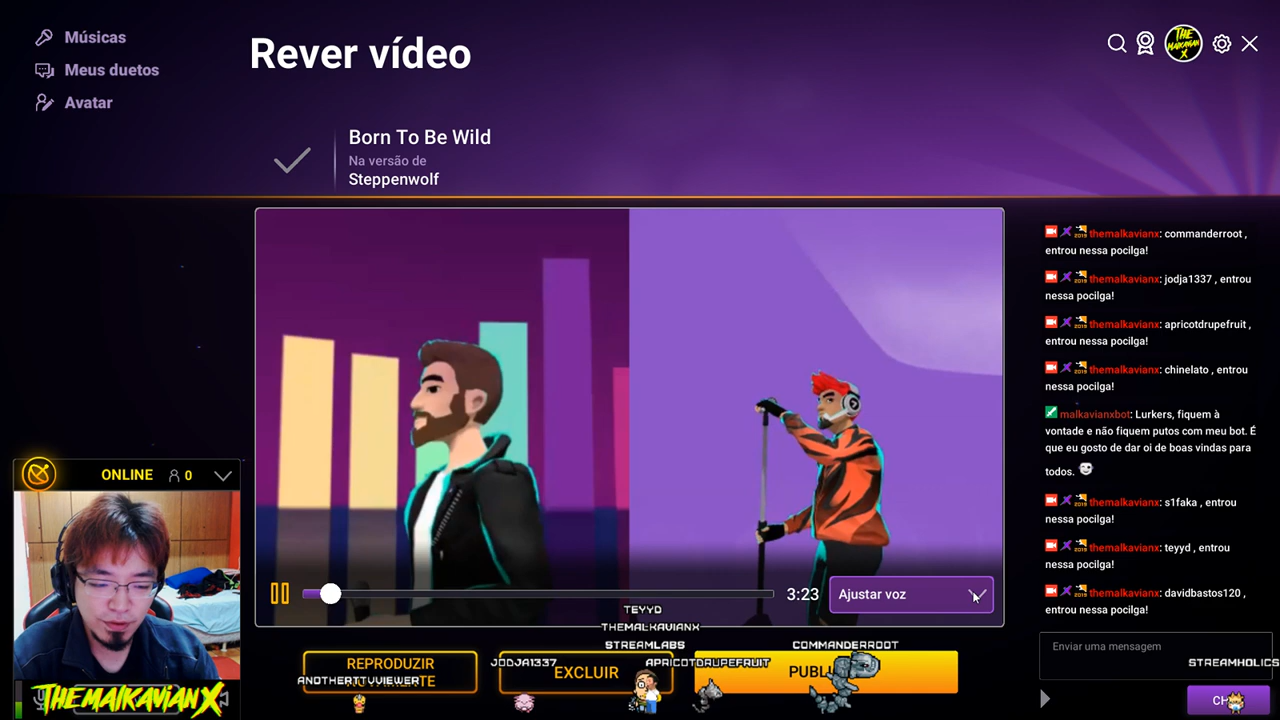 Músicas
Meus duetos
Avatar
Rever vídeo
THE
MALKAVIAN
X
Born To Be Wild
Na versão de
Steppenwolf
themalkavianx: commanderroot ,
entrou nessa pocilga!
themalkavianx: jodja1337 , entrou
nessa pocilga!
themalkavianx: apricotdrupefruit ,
entrou nessa pocilga!
themalkavianx: chinelato , entrou
nessa pocilga!
malkavianxbot: Lurkers, fiquem à
vontade e não fiquem putos com meu bot. É
que eu gosto de dar oi de boas vindas para
todos.
themalkavianx: s1faka , entrou
nessa pocilga!
themalkavianx: teyyd , entrou
nessa pocilga!
themalkavianx: davidbastos120 ,
entrou nessa pocilga!
Enviar uma mensagem
STREAMHOLICS
ONLINE
0
3:23
Ajustar voz
TEYYD
THEMALKAVIANX
STREAMLABS
COMMANDERROOT
JODJA1337
APRICOTDRUPEFRUIT
ANOTHERTTVVIEWER
REPRODUZIR
EXCLUIR
THEMALKAVIANX